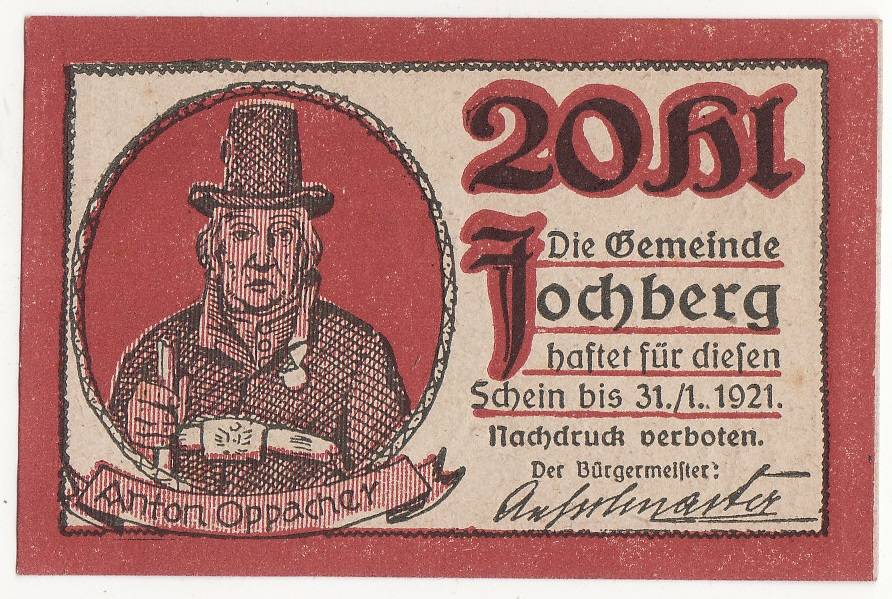 20 Hl
Die Gemeinde
Jochberg
haftet für diesen
Schein bis 31./1. 1921.
Nachdruck verboten.
Der Bürgermeister:
Anton Oppacher